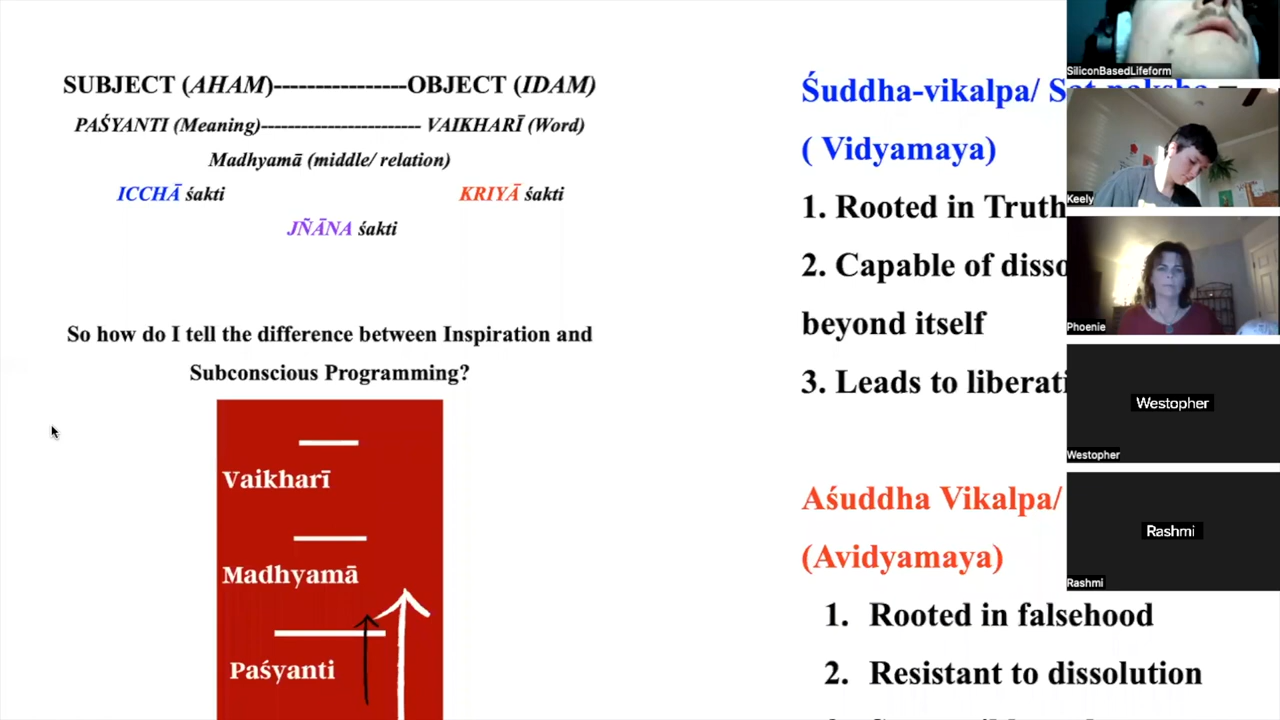 SUBJECT (AHAM)----------------OBJECT (IDAM)
PAŚYANTI (Meaning)------------------------ VAIKHARĪ (Word)
Madhyamā (middle/ relation)
ICCHĀ śakti
KRIYĀ śakti
JÑĀNA śakti
So how do I tell the difference between Inspiration and
Subconscious Programming?
Vaikharī
Madhyamā
Paśyanti
Śuddha-vikalpa/
( Vidyamaya)
1. Rooted in Truth
2. Capable of
beyond itself
3. Leads to
Aśuddha Vikalpa/
(Avidyamaya)
1. Rooted in falsehood
2. Resistant to dissolution
SiliconBasedLifeform
Keely
Phoenie
Westopher
Westopher
Rashmi
Rashmi